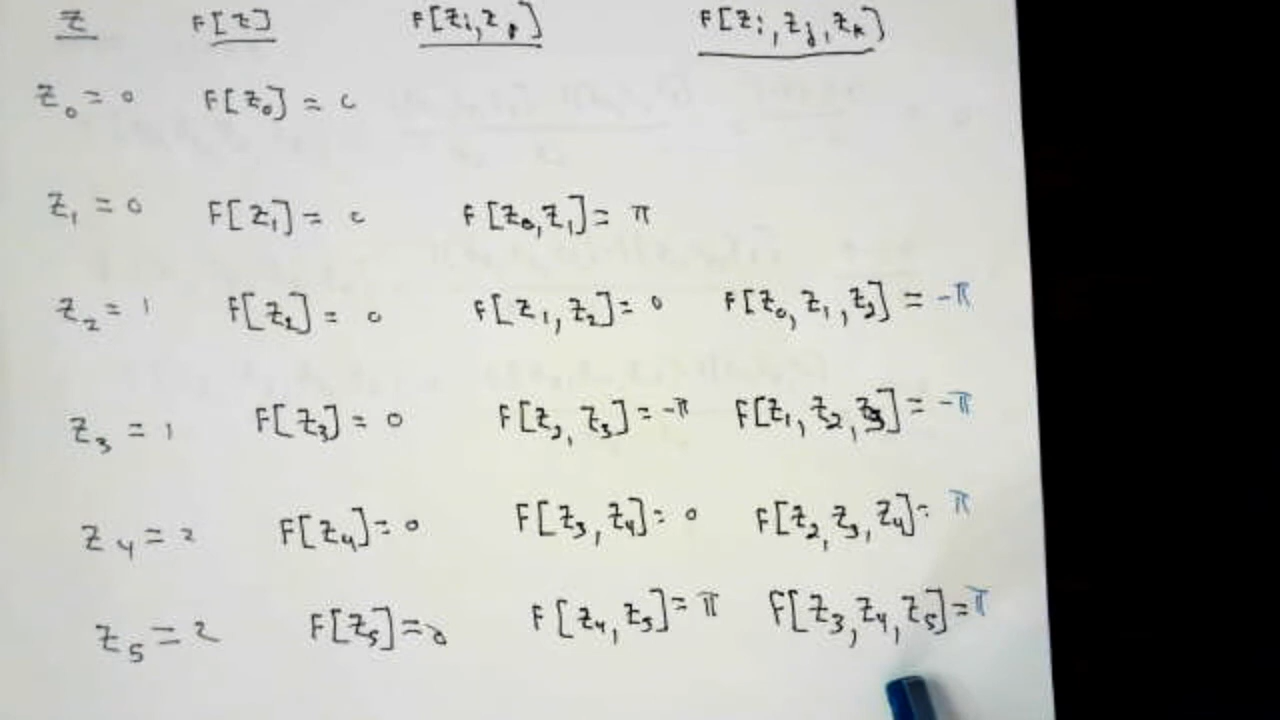 z F[z] F[zi,zj] F[zi,zj,zk]
z0 = 0 F[z0] = 0
z1 = 0 F[z1] = 0 F[z0,z1] = π
z2 = 1 F[z2] = 0 F[z1,z2] = 0 F[z0,z1,z2] = -π
z3 = 1 F[z3] = 0 F[z2,z3] = -π F[z1,z2,z3] = -π
z4 = 2 F[z4] = 0 F[z3,z4] = 0 F[z2,z3,z4] = π
z5 = 2 F[z5] = 0 F[z4,z5] = π F[z3,z4,z5] = π